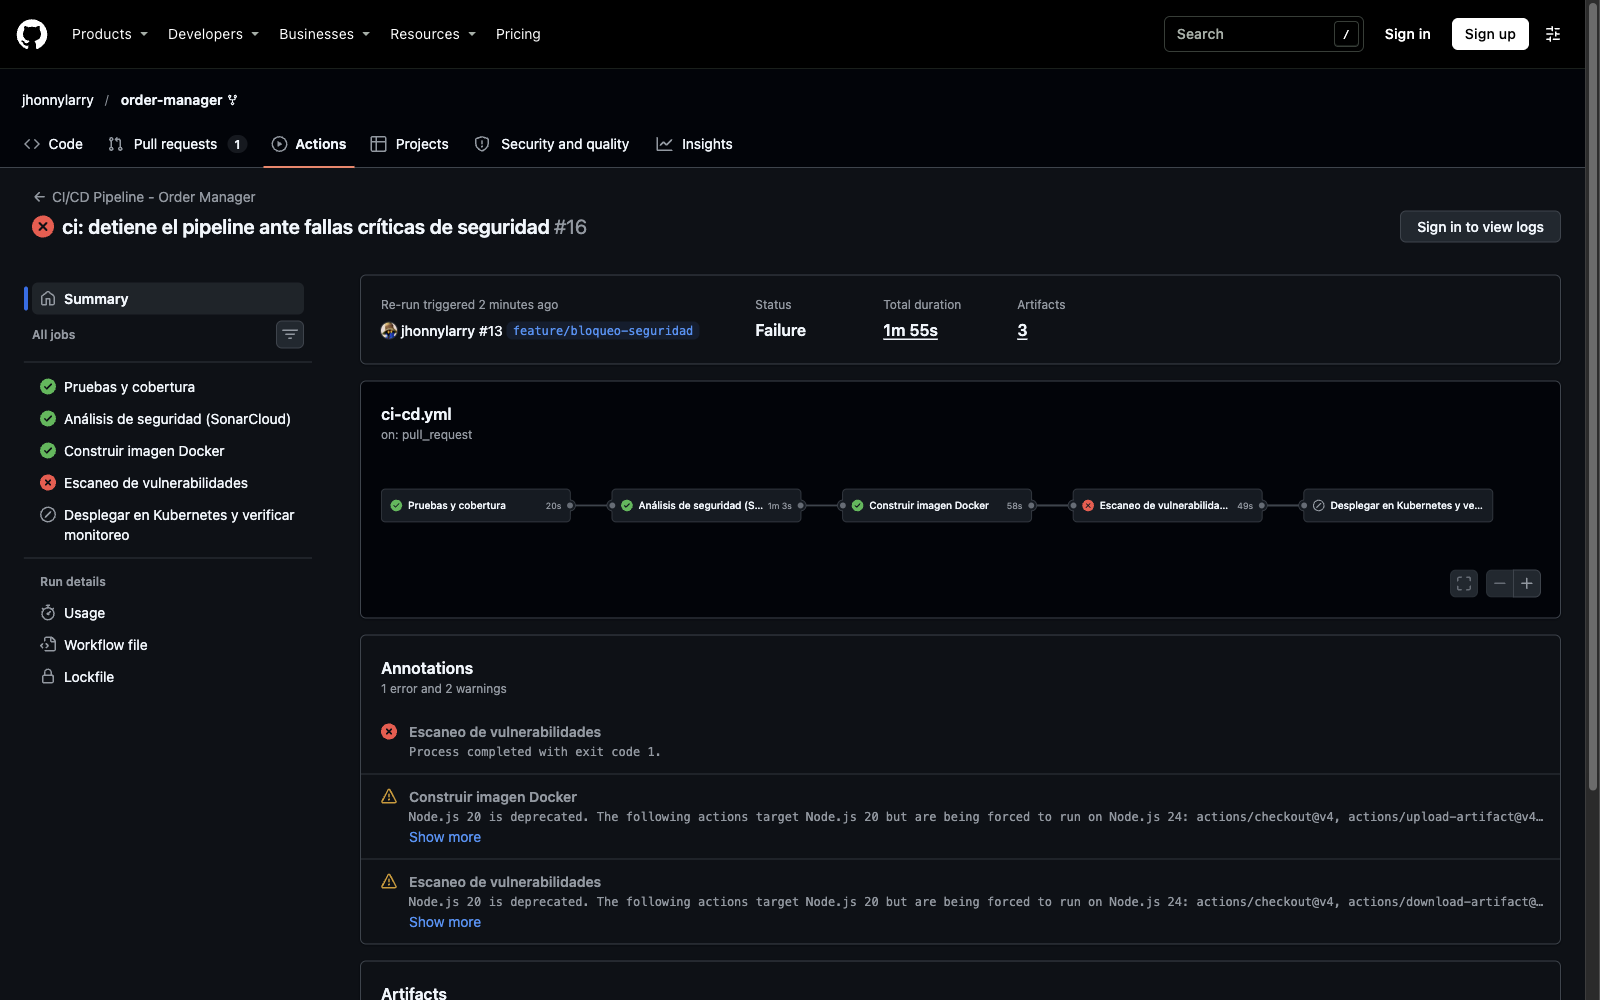 Products
Developers
Businesses
Resources
Pricing
Search
/
Sign in
Sign up
jhonnylarry / order-manager
Code
Pull requests 1
Actions
Projects
Security and quality
Insights
CI/CD Pipeline - Order Manager
ci: detiene el pipeline ante fallas críticas de seguridad #16
Sign in to view logs
Summary
All jobs
Pruebas y cobertura
Análisis de seguridad (SonarCloud)
Construir imagen Docker
Escaneo de vulnerabilidades
Desplegar en Kubernetes y verificar
monitoreo
Run details
Usage
Workflow file
Lockfile
Re-run triggered 2 minutes ago
jhonnylarry #13 feature/bloqueo-seguridad
Status
Failure
Total duration
1m 55s
Artifacts
3
ci-cd.yml
on: pull_request
Pruebas y cobertura 20s
Análisis de seguridad (S... 1m 3s
Construir imagen Docker 58s
Escaneo de vulnerabilida... 49s
Desplegar en Kubernetes y ve...
Annotations
1 error and 2 warnings
Escaneo de vulnerabilidades
Process completed with exit code 1.
Construir imagen Docker
Node.js 20 is deprecated. The following actions target Node.js 20 but are being forced to run on Node.js 24: actions/checkout@v4, actions/upload-artifact@v4…
Show more
Escaneo de vulnerabilidades
Node.js 20 is deprecated. The following actions target Node.js 20 but are being forced to run on Node.js 24: actions/checkout@v4, actions/download-artifact@…
Show more
Artifacts